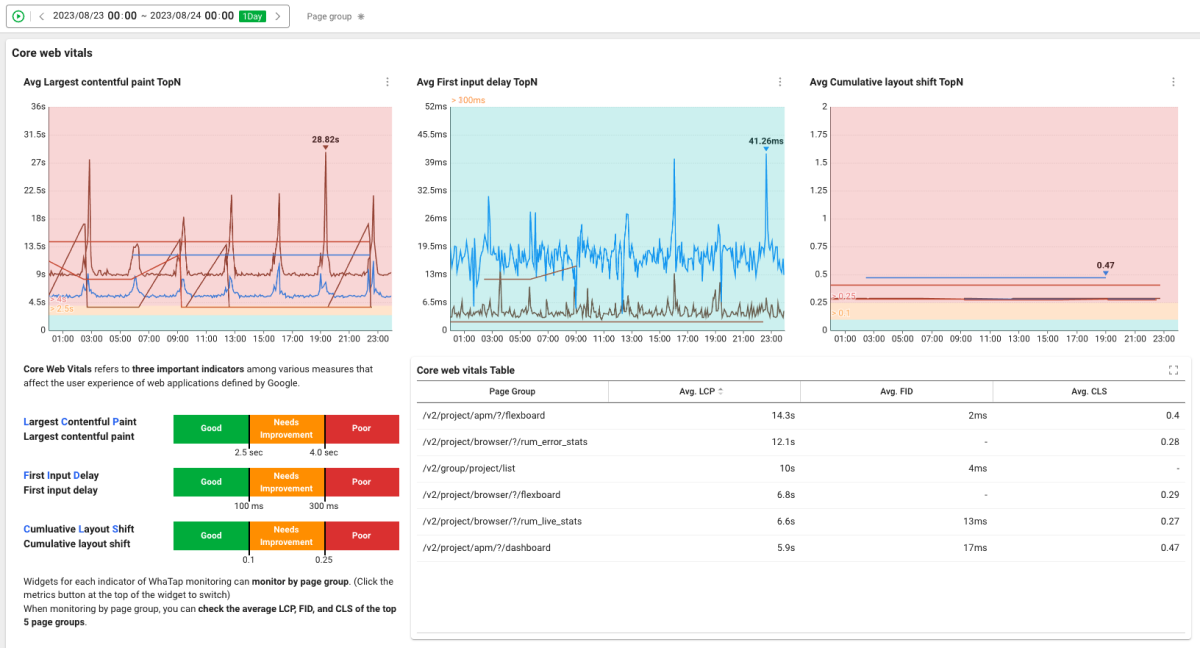 2023/08/23 00:00 ~ 2023/08/24 00:00 1Day
Page group
Core web vitals
Avg Largest contentful paint TopN
36s
31.5s
27s
22.5s
18s
13.5s
9s
4.5s
0
28.82s
> 4s
> 2.5s
01:00 03:00 05:00 07:00 09:00 11:00 13:00 15:00 17:00 19:00 21:00 23:00
Avg First input delay TopN
> 300ms
52ms
45.5ms
39ms
32.5ms
26ms
19.5ms
13ms
6.5ms
0
41.26ms
01:00 03:00 05:00 07:00 09:00 11:00 13:00 15:00 17:00 19:00 21:00 23:00
Avg Cumulative layout shift TopN
2
1.75
1.5
1.25
1
0.75
0.5
0.25
0
0.47
> 0.25
> 0.1
01:00 03:00 05:00 07:00 09:00 11:00 13:00 15:00 17:00 19:00 21:00 23:00
Core Web Vitals refers to three important indicators among various measures that
affect the user experience of web applications defined by Google.
Largest Contentful Paint
Largest contentful paint
Good
Needs
Improvement
Poor
2.5 sec 4.0 sec
First Input Delay
First input delay
Good
Needs
Improvement
Poor
100 ms 300 ms
Cumluative Layout Shift
Cumulative layout shift
Good
Needs
Improvement
Poor
0.1 0.25
Widgets for each indicator of WhaTap monitoring can monitor by page group. (Click the
metrics button at the top of the widget to switch)
When monitoring by page group, you can check the average LCP, FID, and CLS of the top
5 page groups.
Core web vitals Table
Page Group Avg. LCP Avg. FID Avg. CLS
/v2/project/apm/?/flexboard 14.3s 2ms 0.4
/v2/project/browser/?/rum_error_stats 12.1s - 0.28
/v2/group/project/list 10s 4ms -
/v2/project/browser/?/flexboard 6.8s - 0.29
/v2/project/browser/?/rum_live_stats 6.6s 13ms 0.27
/v2/project/apm/?/dashboard 5.9s 17ms 0.47